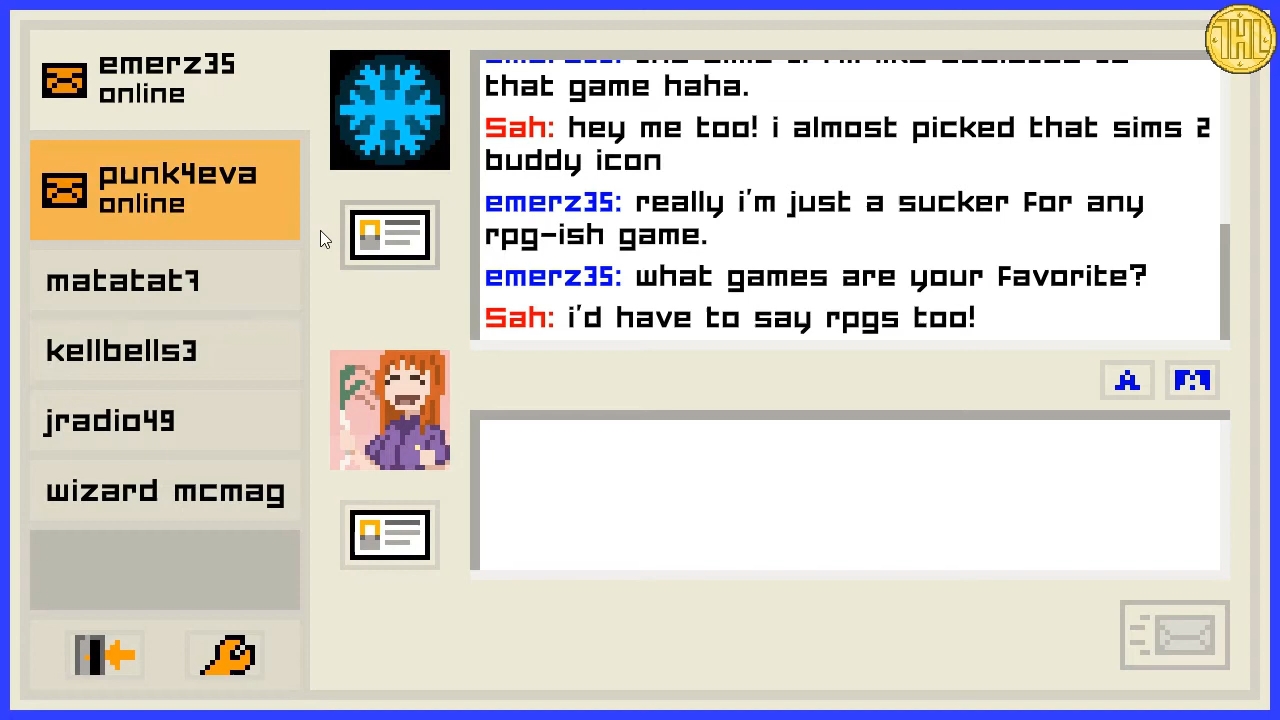 emerz35
online
punk4eva
online
matatat7
kellbells3
jradio49
wizard mcmag
that game haha.
Sah: hey me too! i almost picked that sims 2
buddy icon
emerz35: really i'm just a sucker for any
rpg-ish game.
emerz35: what games are your favorite?
Sah: i'd have to say rpgs too!
A
THL